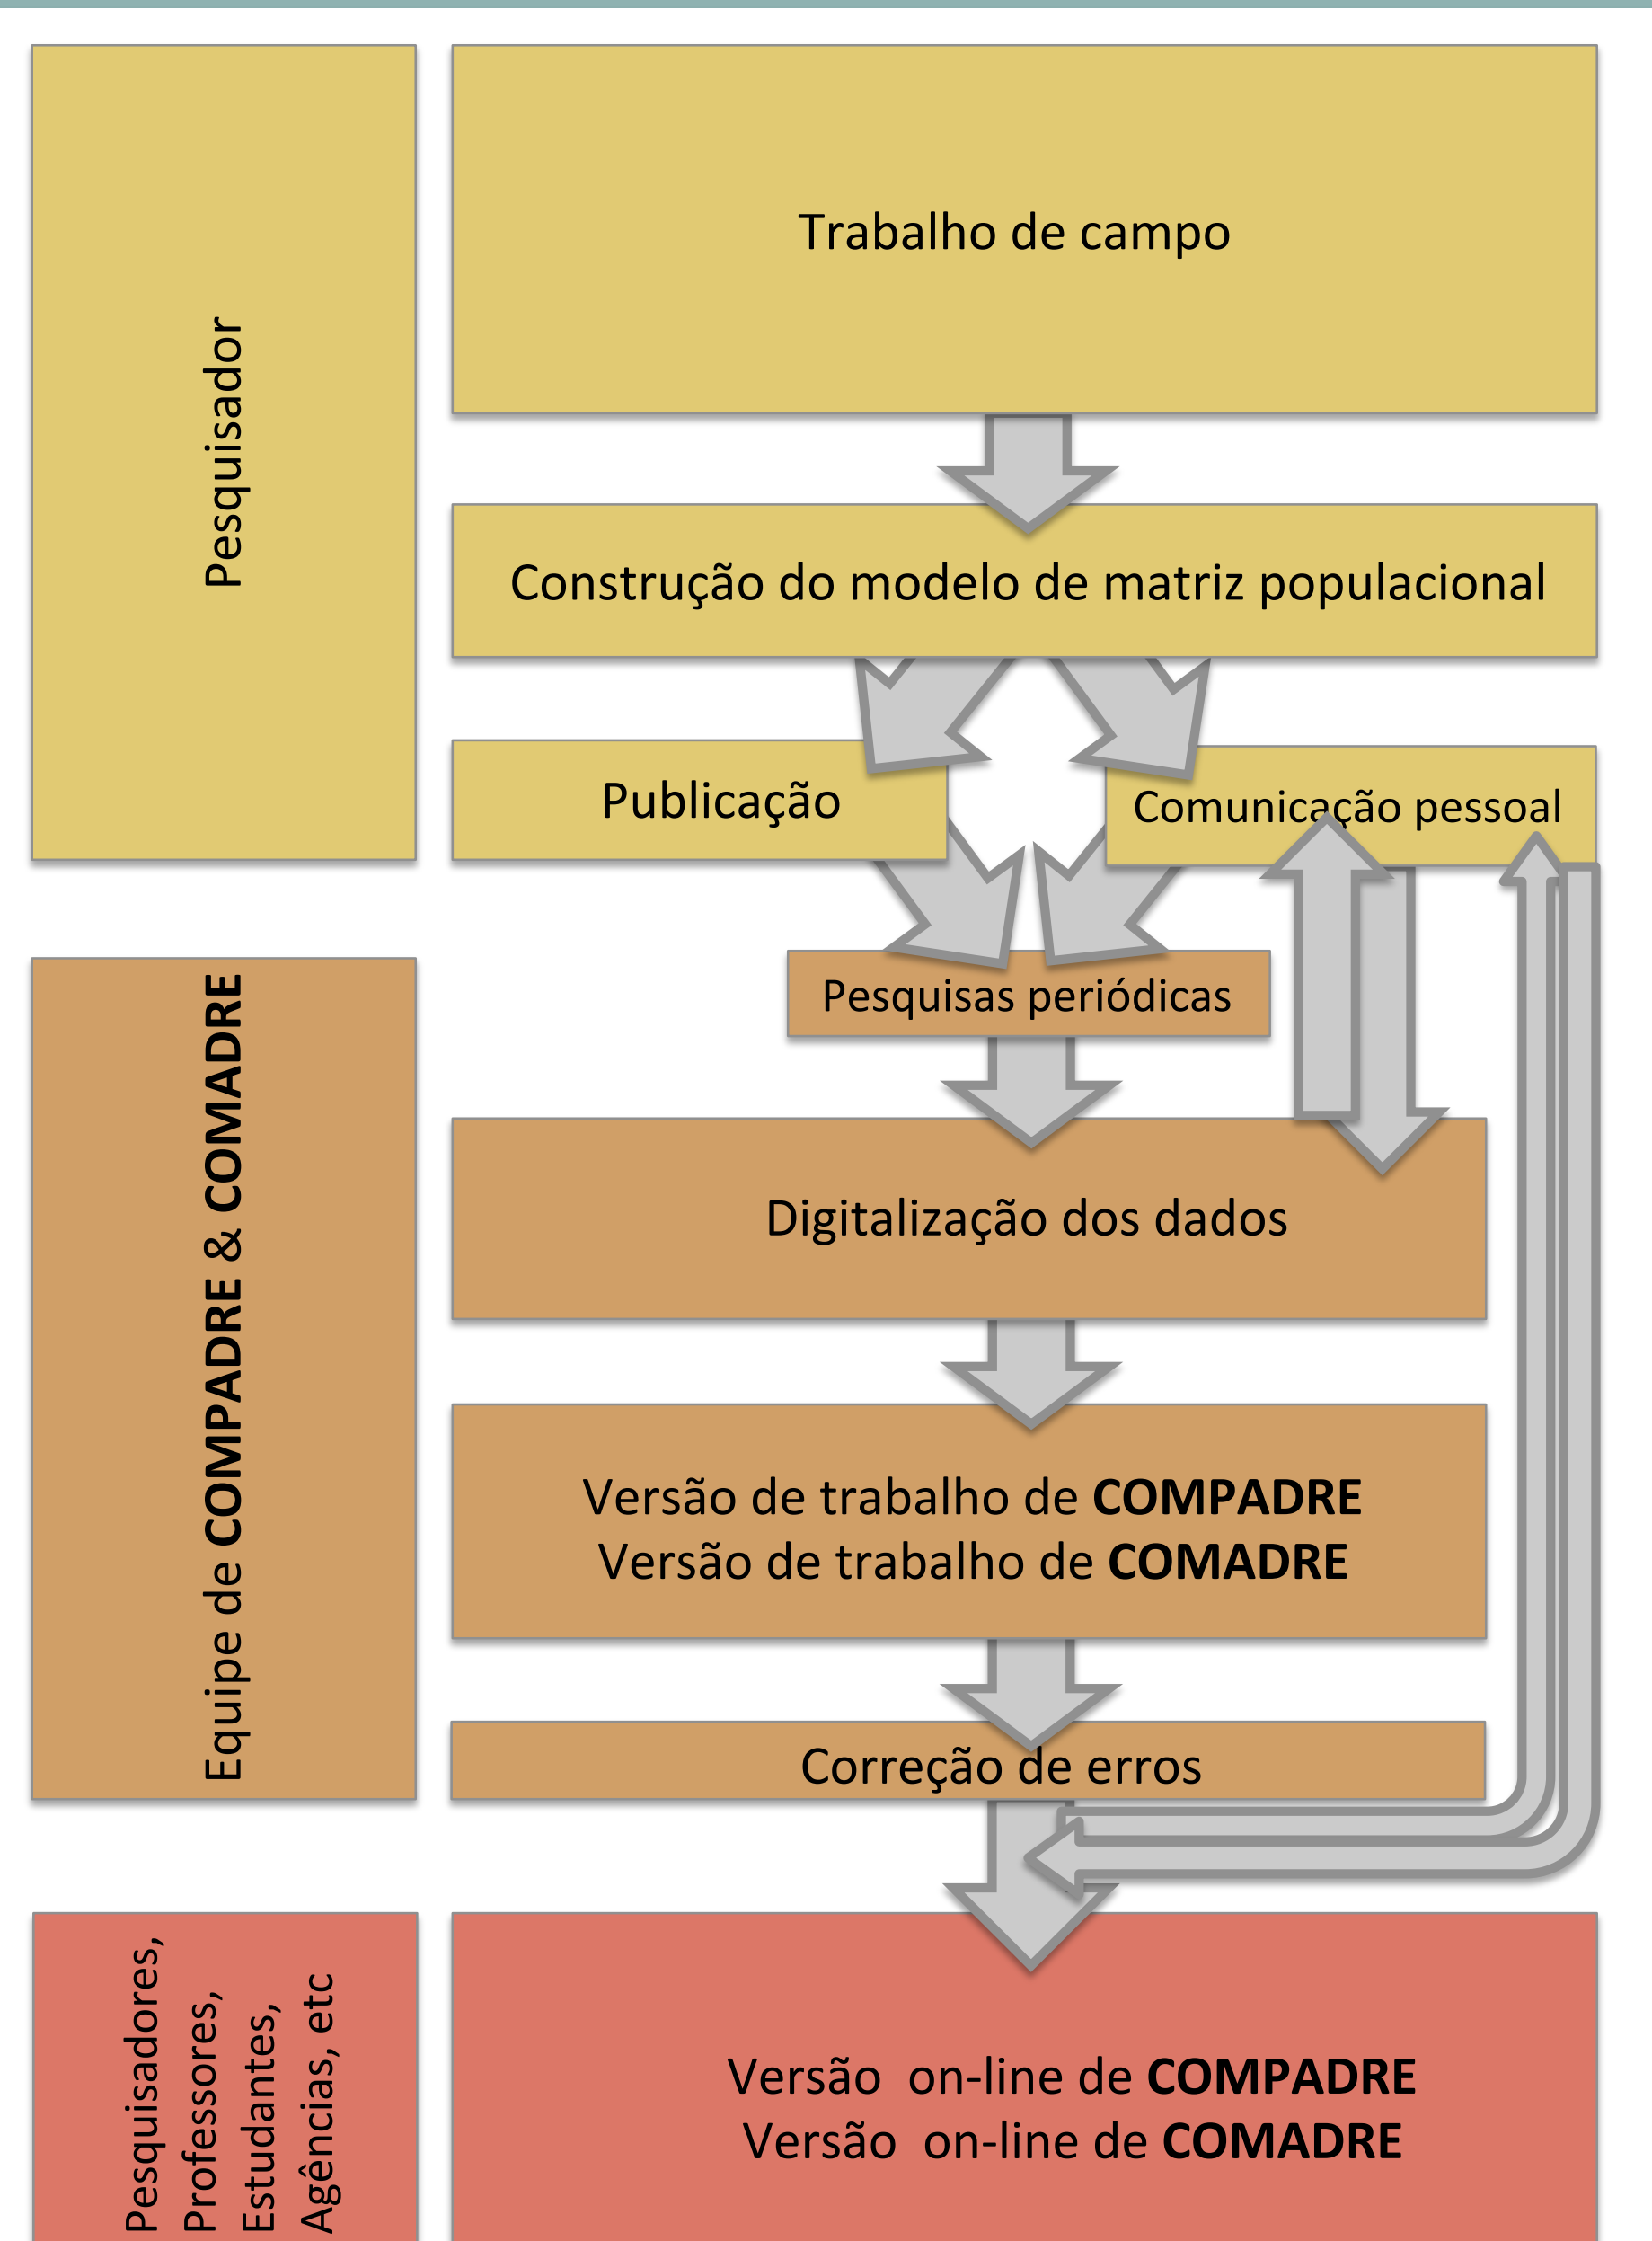 Pesquisador
Trabalho de campo
Construção do modelo de matriz populacional
Publicação
Comunicação pessoal
Equipe de COMPADRE & COMADRE
Pesquisas periódicas
Digitalização dos dados
Versão de trabalho de COMPADRE
Versão de trabalho de COMADRE
Correção de erros
Pesquisadores,
Professores,
Estudantes,
Agências, etc
Versão on-line de COMPADRE
Versão on-line de COMADRE